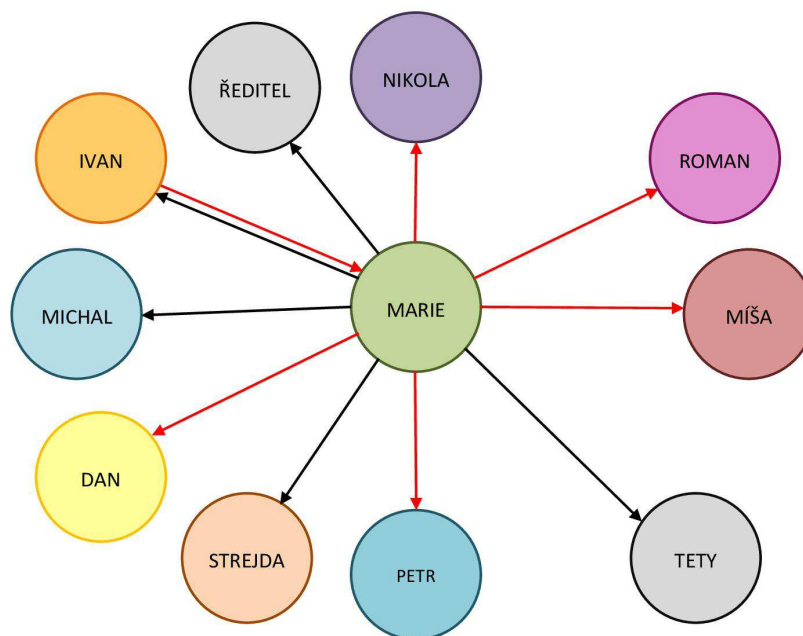 NIKOLA
ŘEDITEL
IVAN
ROMAN
MICHAL
MARIE
MÍŠA
DAN
STREJDA
PETR
TETY